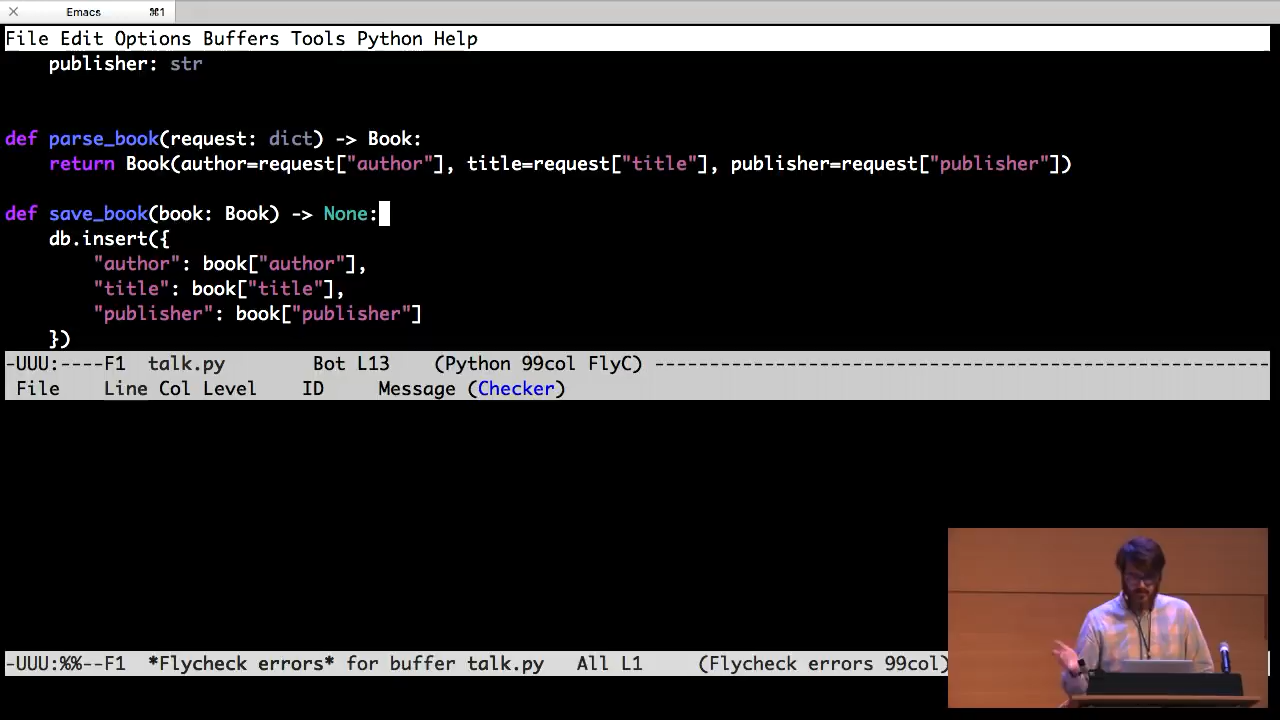 Emacs ⌘1
File Edit Options Buffers Tools Python Help
    publisher: str
def parse_book(request: dict) -> Book:
    return Book(author=request["author"], title=request["title"], publisher=request["publisher"])
def save_book(book: Book) -> None:
    db.insert({
        "author": book["author"],
        "title": book["title"],
        "publisher": book["publisher"]
    })
-UUU:----F1  talk.py        Bot L13    (Python 99col FlyC) --------------------------------------------------------
 File    Line Col Level    ID     Message (Checker)
-UUU:%%--F1  *Flycheck errors* for buffer talk.py   All L1     (Flycheck errors 99col)